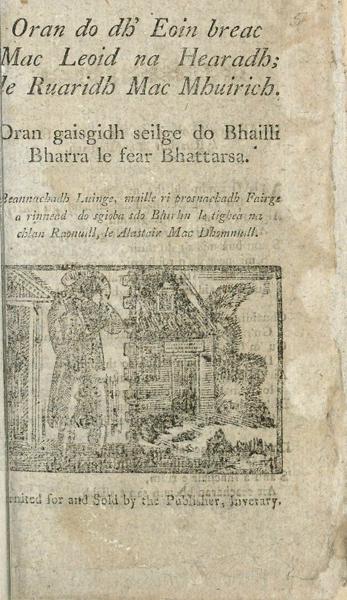 Oran do dh' Eoin breac
Mac Leoid na Hearadh;
le Ruaridh Mac Mhuirich.
Oran gaisgidh seilge do Bhailli
Bharra le fear Bhattarsa.
Beannachadh Luinge, maille ri prosnachadh Fairge
a rinnead do sgioba sdo Bhirlin le tighea na
chlan Raonuill, le Alastair Mac Dhomnuill.
Printed for and Sold by the Publisher, Inverary.